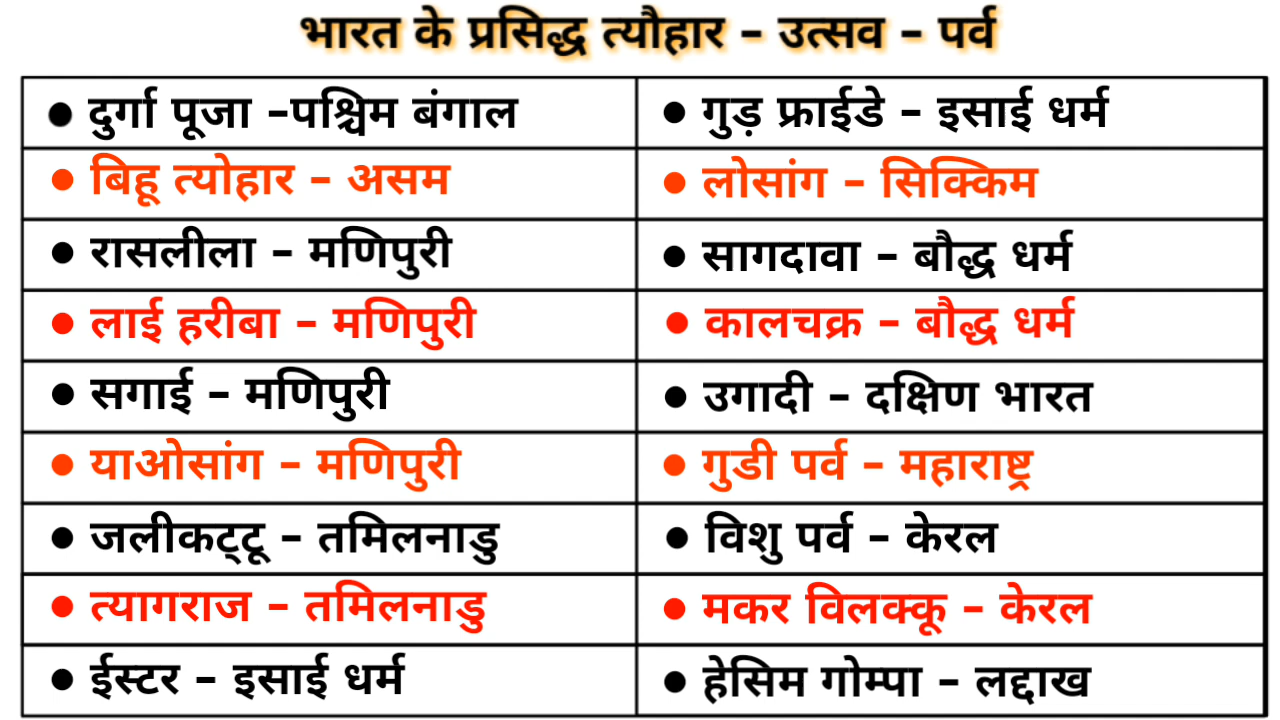 भारत के प्रसिद्ध त्यौहार – उत्सव – पर्व
● दुर्गा पूजा –पश्चिम बंगाल
● गुड़ फ्राईडे – इसाई धर्म
● बिहू त्योहार – असम
● लोसांग – सिक्किम
● रासलीला – मणिपुरी
● सागदावा – बौद्ध धर्म
● लाई हरीबा – मणिपुरी
● कालचक्र – बौद्ध धर्म
● सगाई – मणिपुरी
● उगादी – दक्षिण भारत
● याओसांग – मणिपुरी
● गुडी पर्व – महाराष्ट्र
● जलीकट्टू – तमिलनाडु
● विशु पर्व – केरल
● त्यागराज – तमिलनाडु
● मकर विलक्कू – केरल
● ईस्टर – इसाई धर्म
● हेसिम गोम्पा – लद्दाख